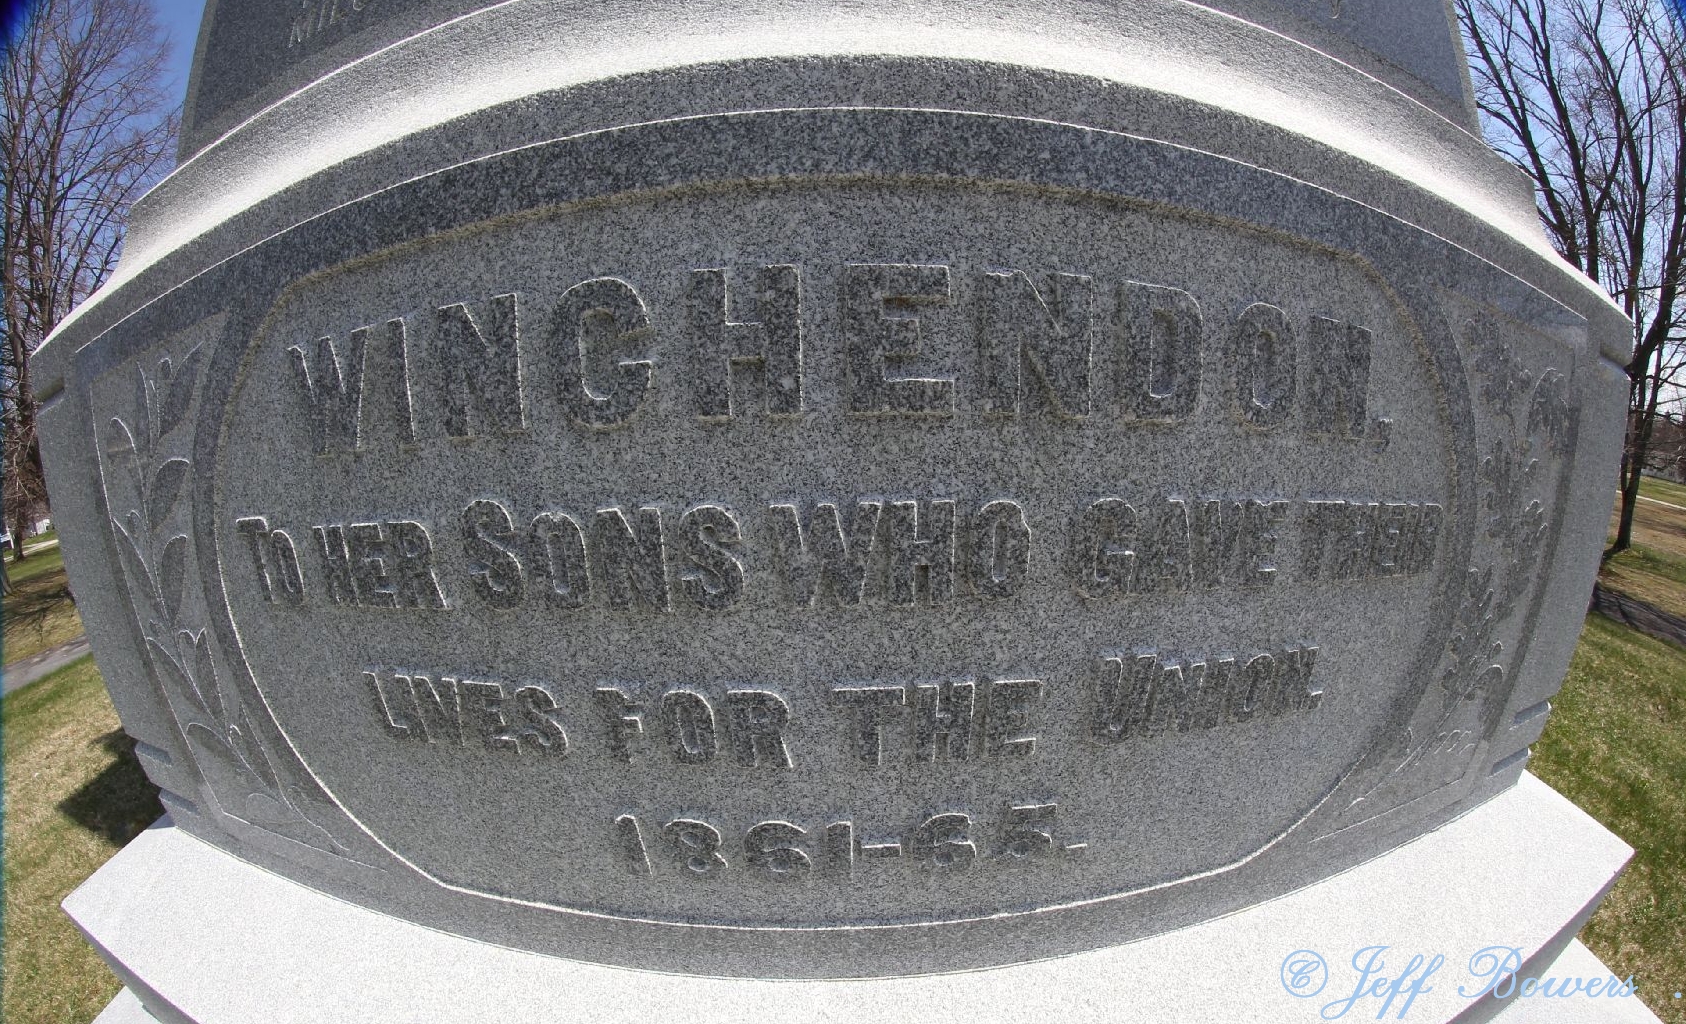 WINCHENDON,
TO HER SONS WHO GAVE THEIR
LIVES FOR THE UNION.
1861-65.
© Jeff Bowers